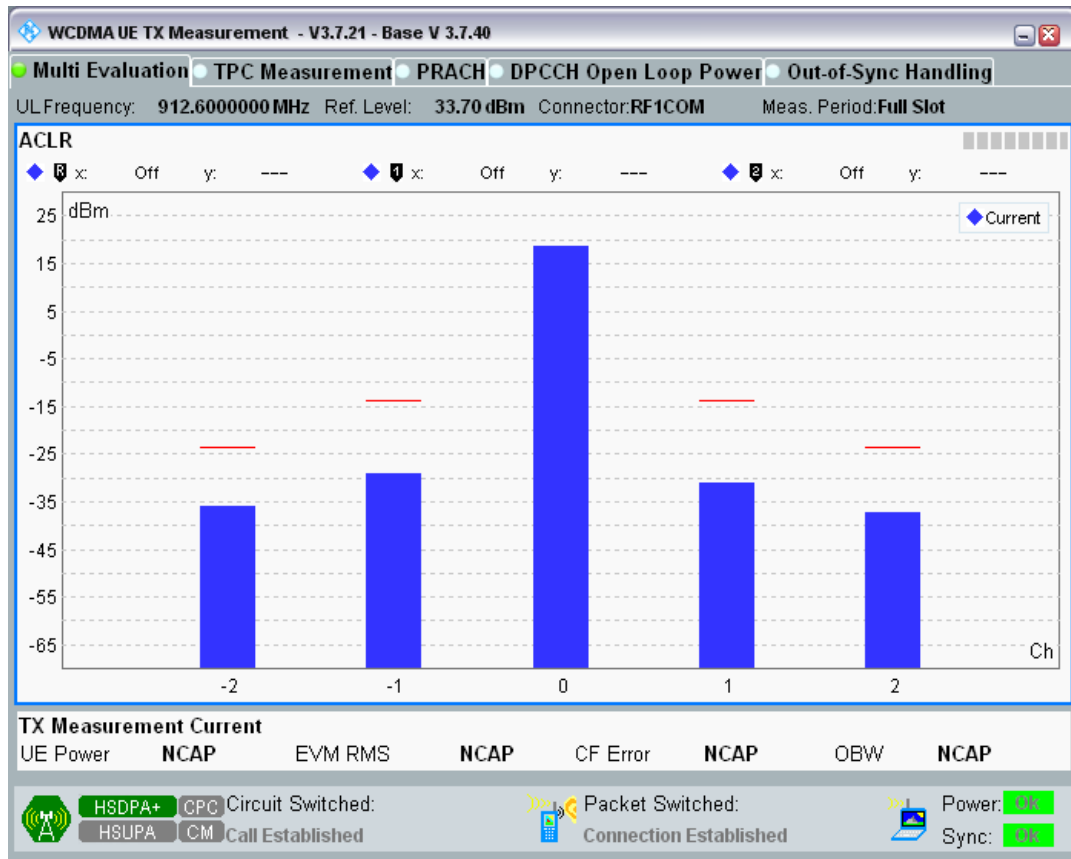 WCDMA UE TX Measurement - V3.7.21 - Base V 3.7.40
Multi Evaluation TPC Measurement PRACH DPCCH Open Loop Power Out-of-Sync Handling
UL Frequency: 912.6000000 MHz Ref. Level: 33.70 dBm Connector:RF1COM Meas. Period:Full Slot
ACLR
R x: Off y: --- 1 x: Off y: --- 2 x: Off y: ---
dBm
Current
25
15
5
-5
-15
-25
-35
-45
-55
-65
Ch
-2 -1 0 1 2
TX Measurement Current
UE Power NCAP EVM RMS NCAP CF Error NCAP OBW NCAP
HSDPA+ CPC Circuit Switched: Packet Switched: Power: Ok
HSUPA CM Call Established Connection Established Sync: Ok